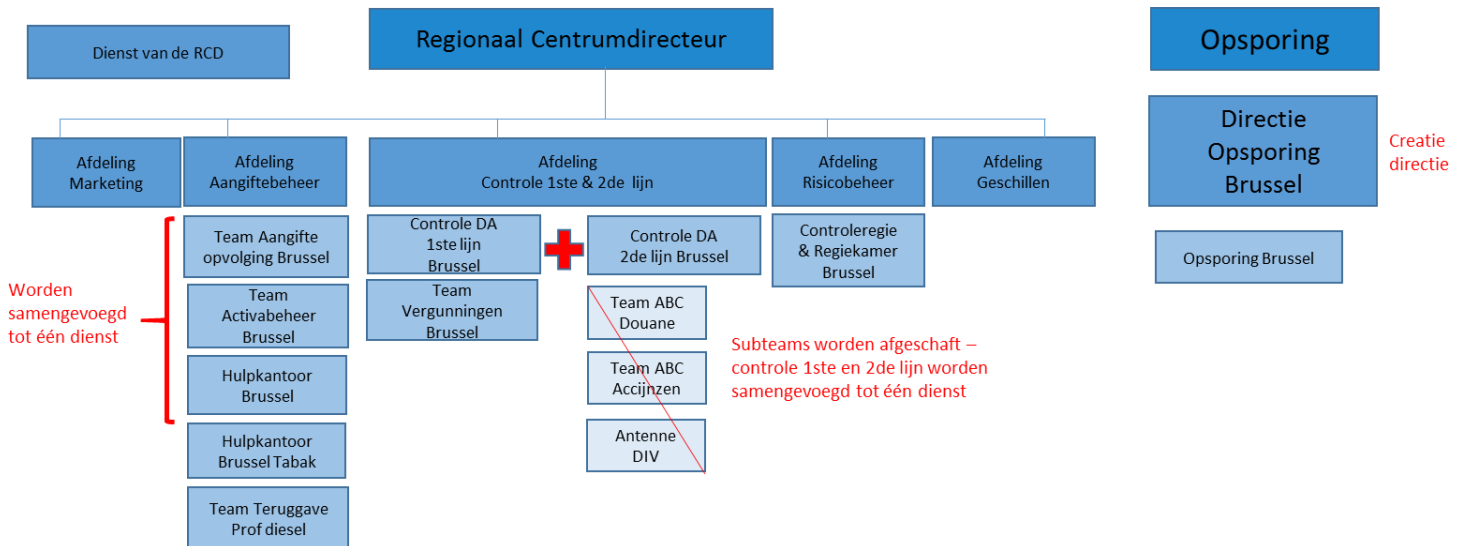 Dienst van de RCD
Regionaal Centrumdirecteur
Opsporing
Afdeling
Marketing
Afdeling
Aangiftebeheer
Afdeling
Controle 1ste & 2de lijn
Afdeling
Risicobeheer
Afdeling
Geschillen
Directie
Opsporing
Brussel
Creatie
directie
Worden
samengevoegd
tot één dienst
Team Aangifte
opvolging Brussel
Team
Activabeheer
Brussel
Hulpkantoor
Brussel
Hulpkantoor
Brussel Tabak
Team Teruggave
Prof diesel
Controle DA
1ste lijn
Brussel
Team
Vergunningen
Brussel
Controle DA
2de lijn Brussel
Team ABC
Douane
Team ABC
Accijnzen
Antenne
DIV
Subteams worden afgeschaft –
controle 1ste en 2de lijn worden
samengevoegd tot één dienst
Controleregie
& Regiekamer
Brussel
Opsporing Brussel